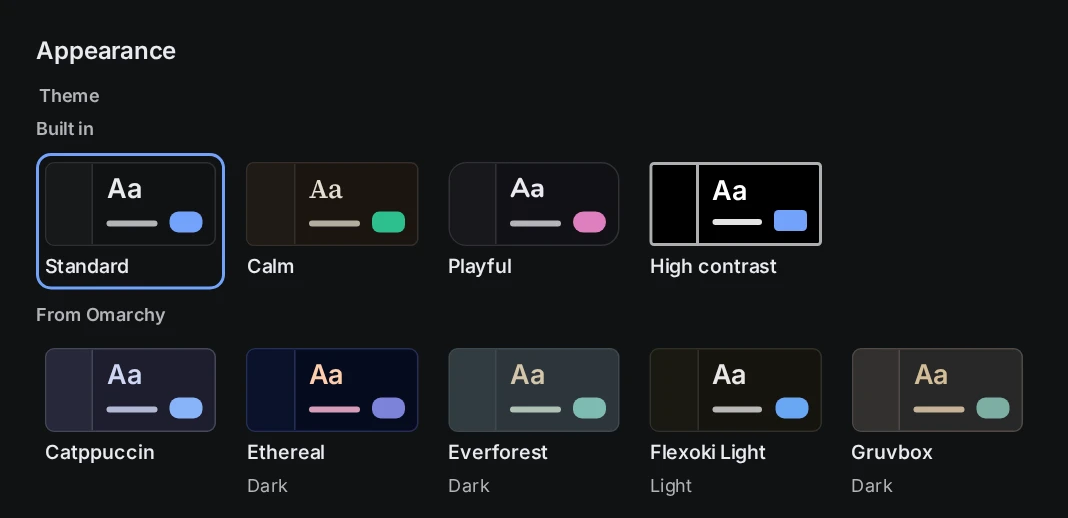 Appearance
Theme
Built in
Aa Aa Aa Aa
Standard Calm Playful High contrast
From Omarchy
Aa Aa Aa Aa Aa
Catppuccin Ethereal Everforest Flexoki Light Gruvbox
Dark Dark Light Dark